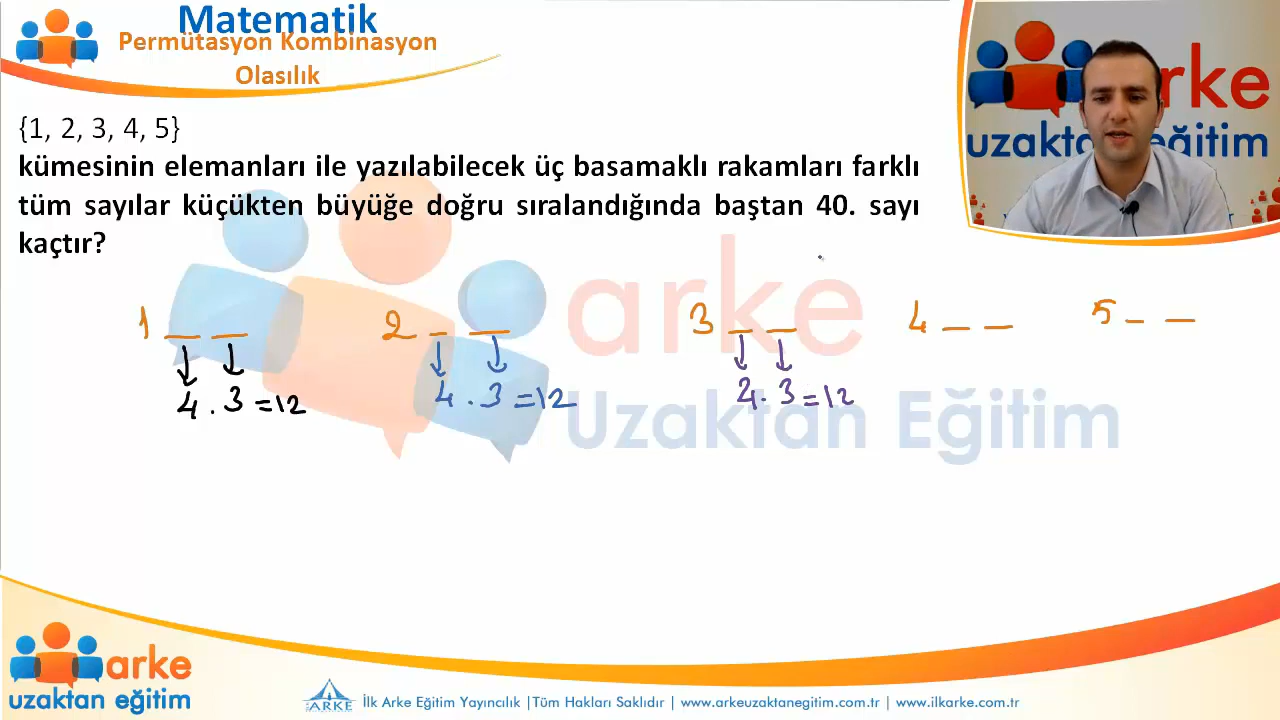 Matematik
Permütasyon Kombinasyon
Olasılık
arke
uzaktan eğitim
{1, 2, 3, 4, 5}
kümesinin elemanları ile yazılabilecek üç basamaklı rakamları farklı
tüm sayılar küçükten büyüğe doğru sıralandığında baştan 40. sayı
kaçtır?
arke
Uzaktan Eğitim
1 _ _ 2 _ _ 3 _ _ 4 _ _ 5 _ _
4 . 3 = 12 4 . 3 = 12 4 . 3 = 12
arke
uzaktan eğitim
ARKE
İlk Arke Eğitim Yayıncılık | Tüm Hakları Saklıdır | www.arkeuzaktanegitim.com.tr | www.ilkarke.com.tr